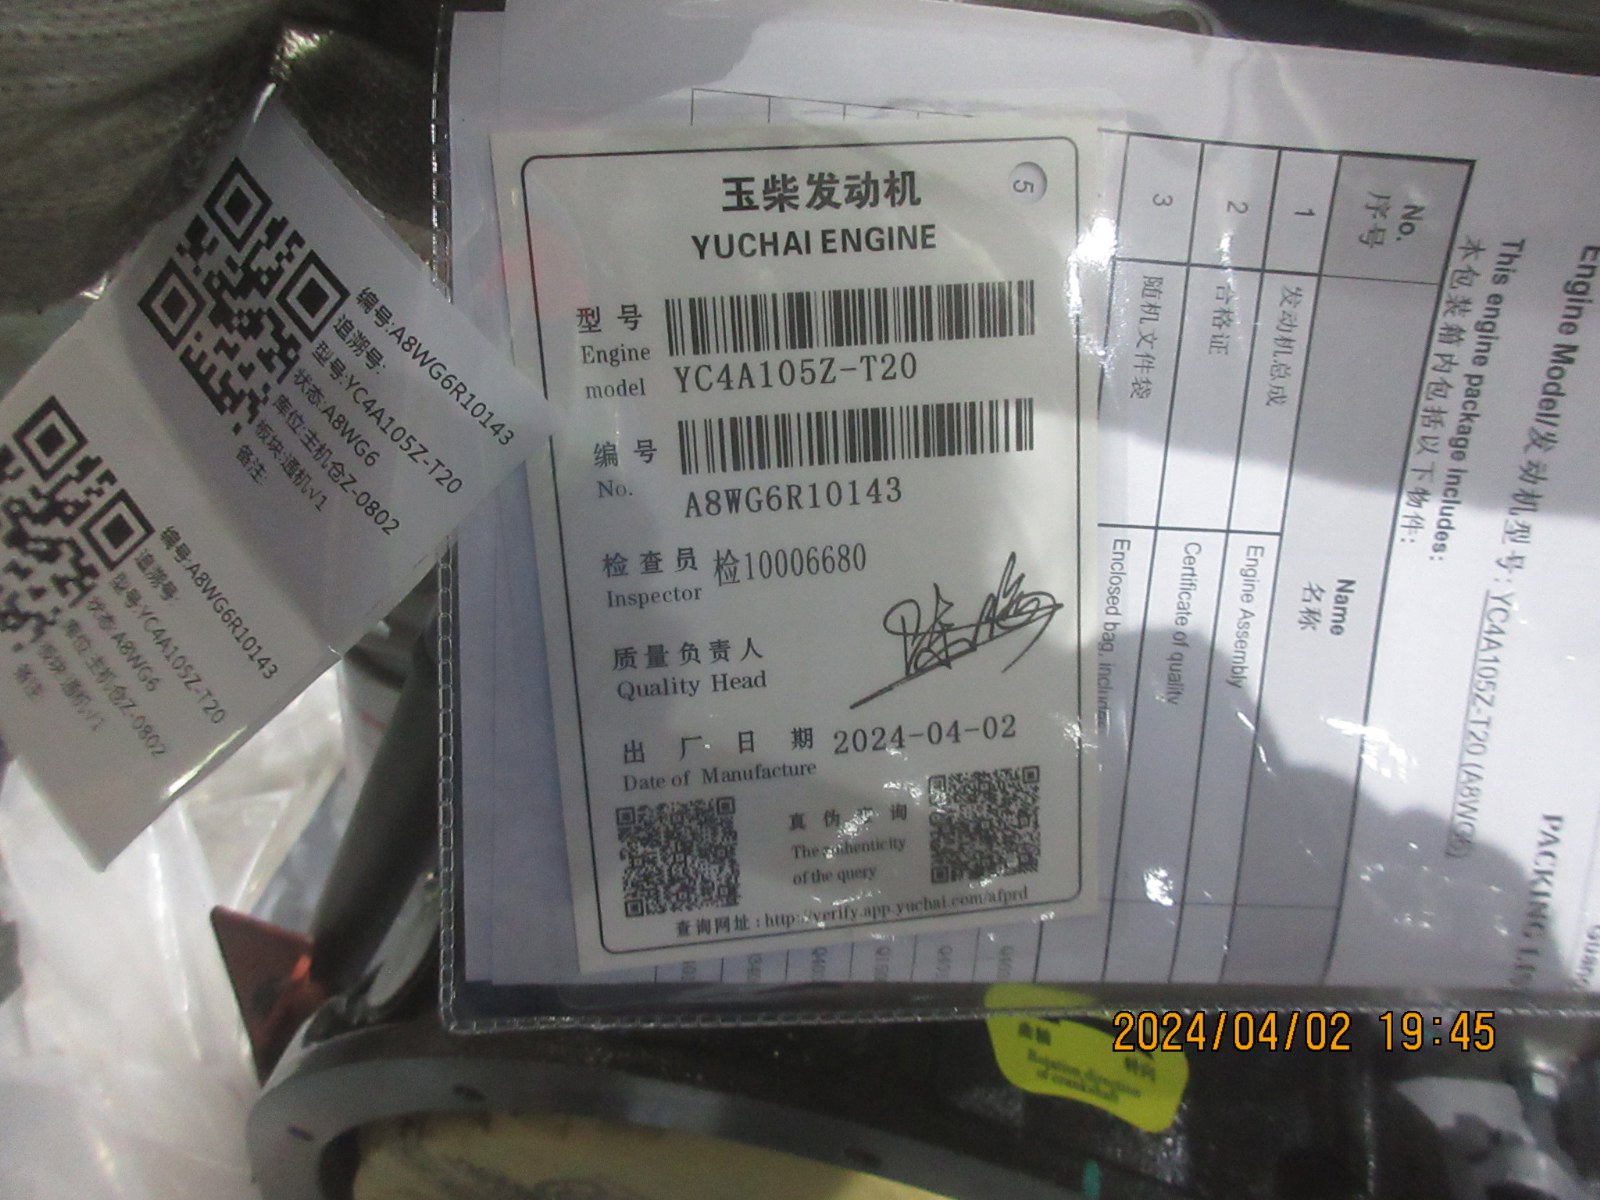 玉柴发动机
YUCHAI ENGINE
5
型号
Engine model
YC4A105Z-T20
编号
No.
A8WG6R10143
检查员 检10006680
Inspector
质量负责人
Quality Head
出厂日期 2024-04-02
Date of Manufacture
真伪查询
The authenticity
of the query
查询网址:http://verify.app.yuchai.com/afprd
编号:A8WG6R10143
追溯号:
型号:YC4A105Z-T20
状态:A8WG6
库位:主机仓Z-0802
板块:通机√1
备注:
编号:A8WG6R10143
追溯号:
型号:YC4A105Z-T20
状态:A8WG6
库位:主机仓Z-0802
板块:通机√1
备注:
PACKING
Engine Model/发动机型号: YC4A105Z-T20 (A8WG6)
This engine package includes:
本包装箱内包括以下物件:
No. Name
序号 名称
1 发动机总成 Engine Assembly
2 合格证 Certificate of quality
3 随机文件袋 Enclosed bag,
转向
Rotation direction
of crankshaft
2024/04/02 19:45